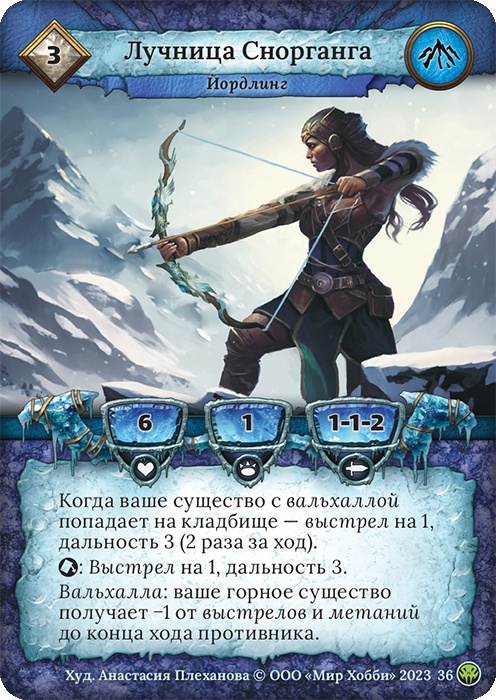 3
Лучница Снорганга
Йордлинг
6
1
1-1-2
Когда ваше существо с вальхаллой
попадает на кладбище — выстрел на 1,
дальность 3 (2 раза за ход).
: Выстрел на 1, дальность 3.
Вальхалла: ваше горное существо
получает −1 от выстрелов и метаний
до конца хода противника.
Худ. Анастасия Плеханова © ООО «Мир Хобби» 2023 36